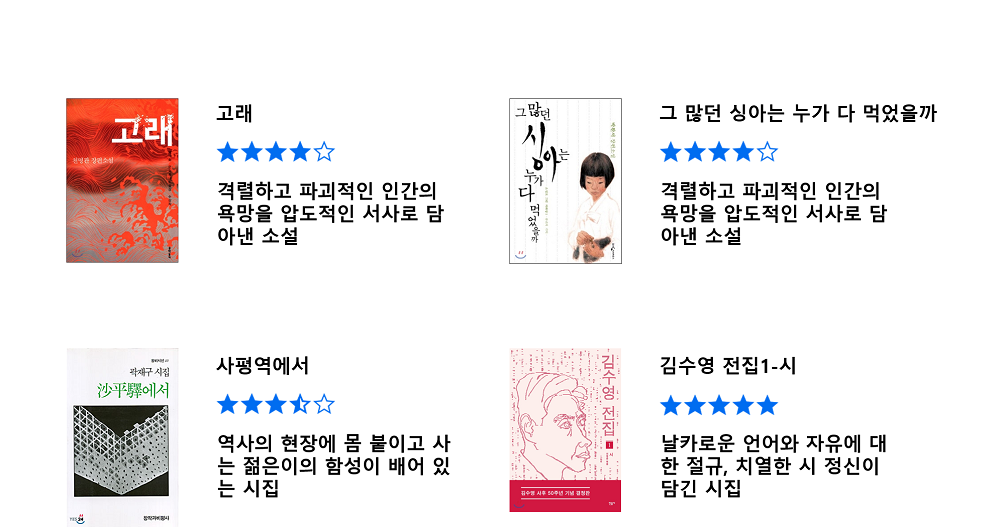 고래
천명관 장편소설
고래
격렬하고 파괴적인 인간의
욕망을 압도적인 서사로 담
아낸 소설
그 많던
싱아는
누가
다
먹었을까
그 많던 싱아는 누가 다 먹었을까
격렬하고 파괴적인 인간의
욕망을 압도적인 서사로 담
아낸 소설
창비시선 40
곽재구 시집
沙平驛에서
YES24
창작과비평사
사평역에서
역사의 현장에 몸 붙이고 사
는 젊은이의 함성이 배어 있
는 시집
김수영 전집
1
시
김수영 사후 50주년 기념 결정판
김수영 전집1-시
날카로운 언어와 자유에 대
한 절규, 치열한 시 정신이
담긴 시집